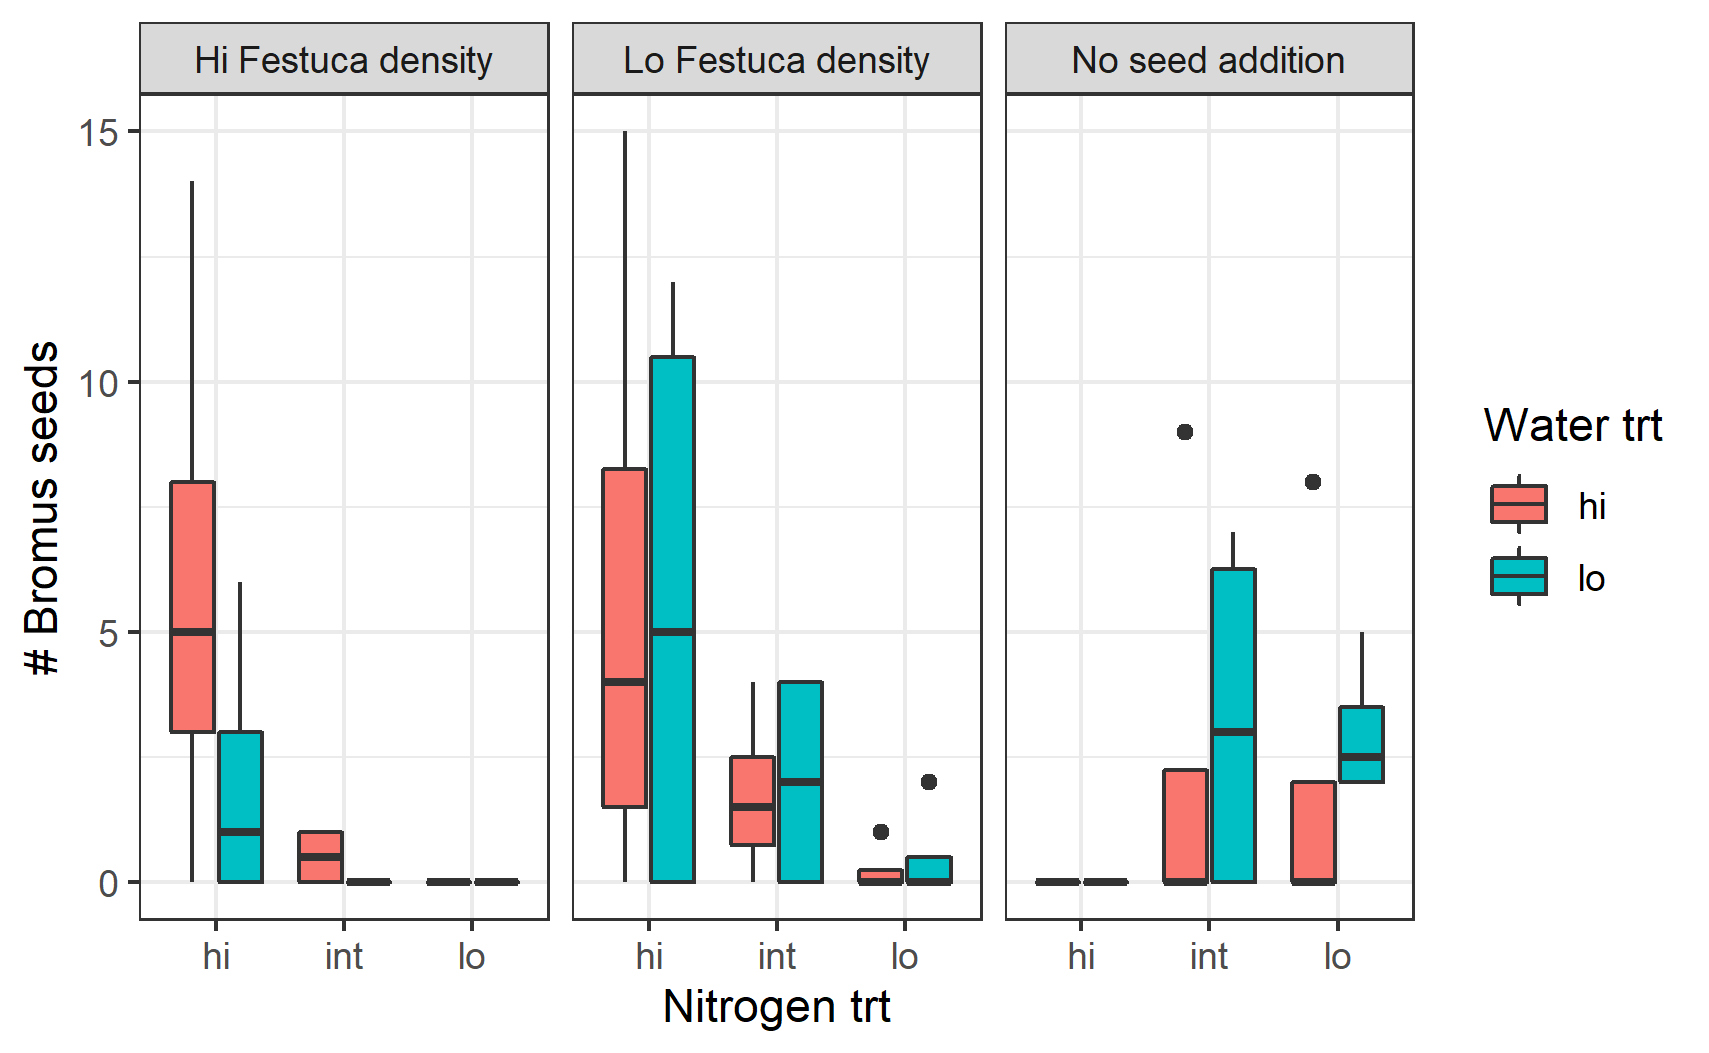 Hi Festuca density
Lo Festuca density
No seed addition
15
10
5
0
# Bromus seeds
hi int lo
hi int lo
hi int lo
Nitrogen trt
Water trt
hi
lo